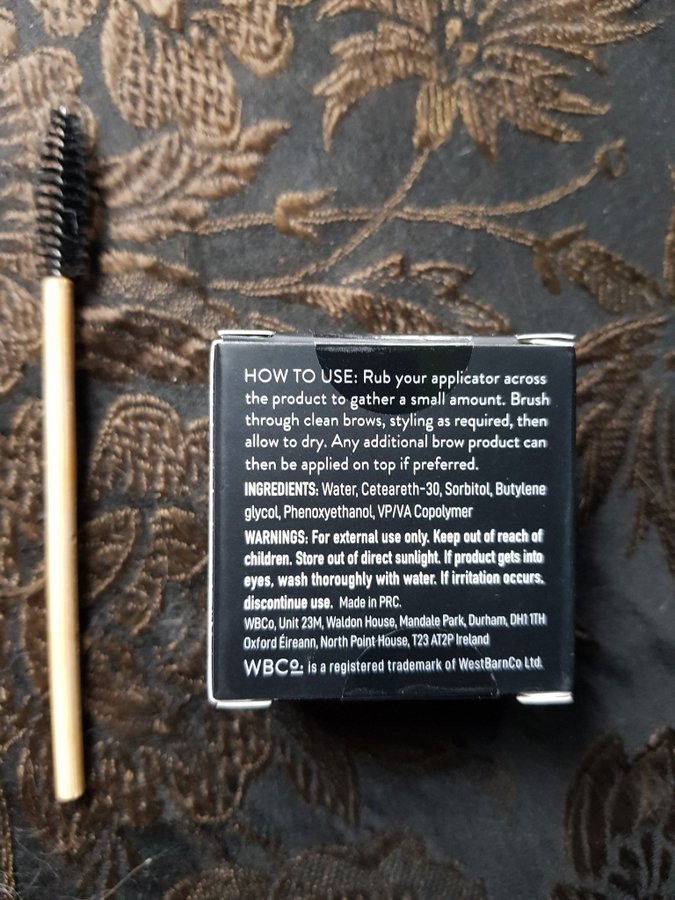 HOW TO USE: Rub your applicator across
the product to gather a small amount. Brush
through clean brows, styling as required, then
allow to dry. Any additional brow product can
then be applied on top if preferred.
INGREDIENTS: Water, Ceteareth-30, Sorbitol, Butylene
glycol, Phenoxyethanol, VP/VA Copolymer
WARNINGS: For external use only. Keep out of reach of
children. Store out of direct sunlight. If product gets into
eyes, wash thoroughly with water. If irritation occurs,
discontinue use. Made in PRC.
WBCo, Unit 23M, Waldon House, Mandale Park, Durham, DH1 1TH
Oxford Éireann, North Point House, T23 AT2P Ireland
WBCo. is a registered trademark of WestBarnCo Ltd.